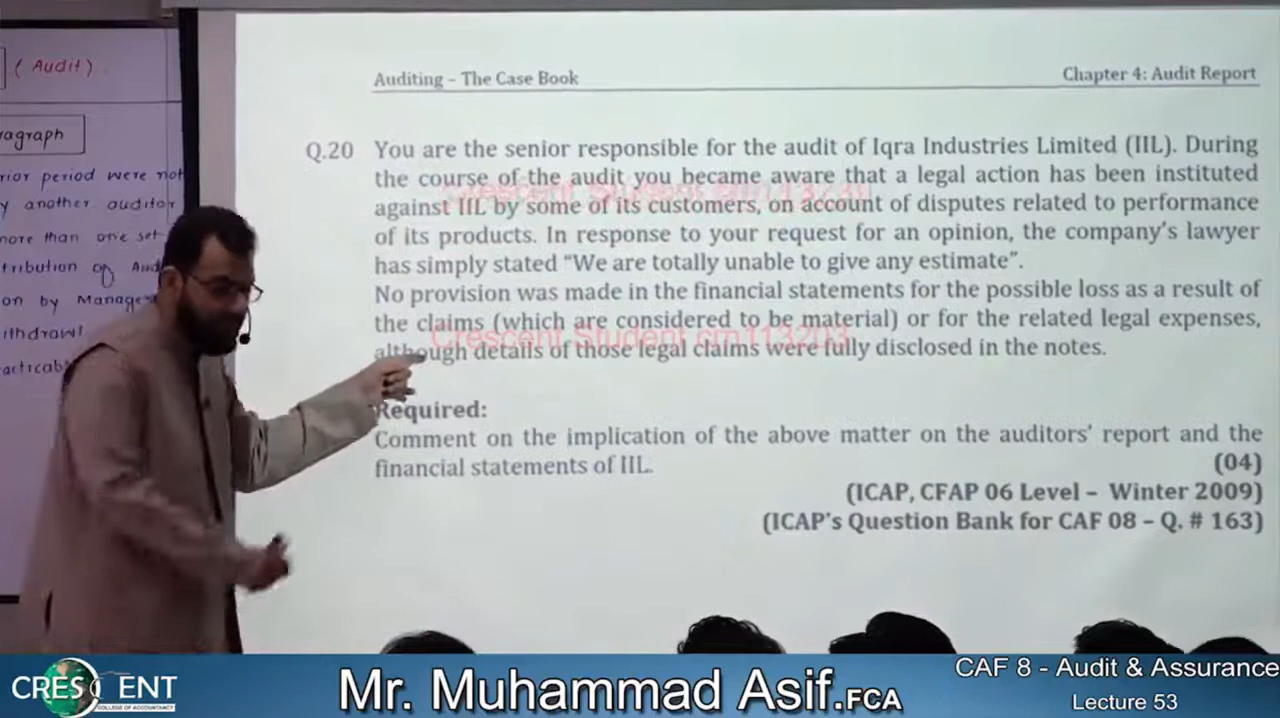 ( Audit)
ragraph
rior period were not
y another auditor
more than one set
tribution of Aud
on by Manage
ithdrawl
acticab
Auditing – The Case Book
Chapter 4: Audit Report
Q.20 You are the senior responsible for the audit of Iqra Industries Limited (IIL). During
the course of the audit you became aware that a legal action has been instituted
against IIL by some of its customers, on account of disputes related to performance
of its products. In response to your request for an opinion, the company's lawyer
has simply stated "We are totally unable to give any estimate".
No provision was made in the financial statements for the possible loss as a result of
the claims (which are considered to be material) or for the related legal expenses,
although details of those legal claims were fully disclosed in the notes.
Required:
Comment on the implication of the above matter on the auditors' report and the
financial statements of IIL.
(04)
(ICAP, CFAP 06 Level – Winter 2009)
(ICAP's Question Bank for CAF 08 – Q. # 163)
Crescent Student crn113203
CRESCENT
COLLEGE OF ACCOUNTANCY
Mr. Muhammad Asif.FCA
CAF 8 - Audit & Assurance
Lecture 53